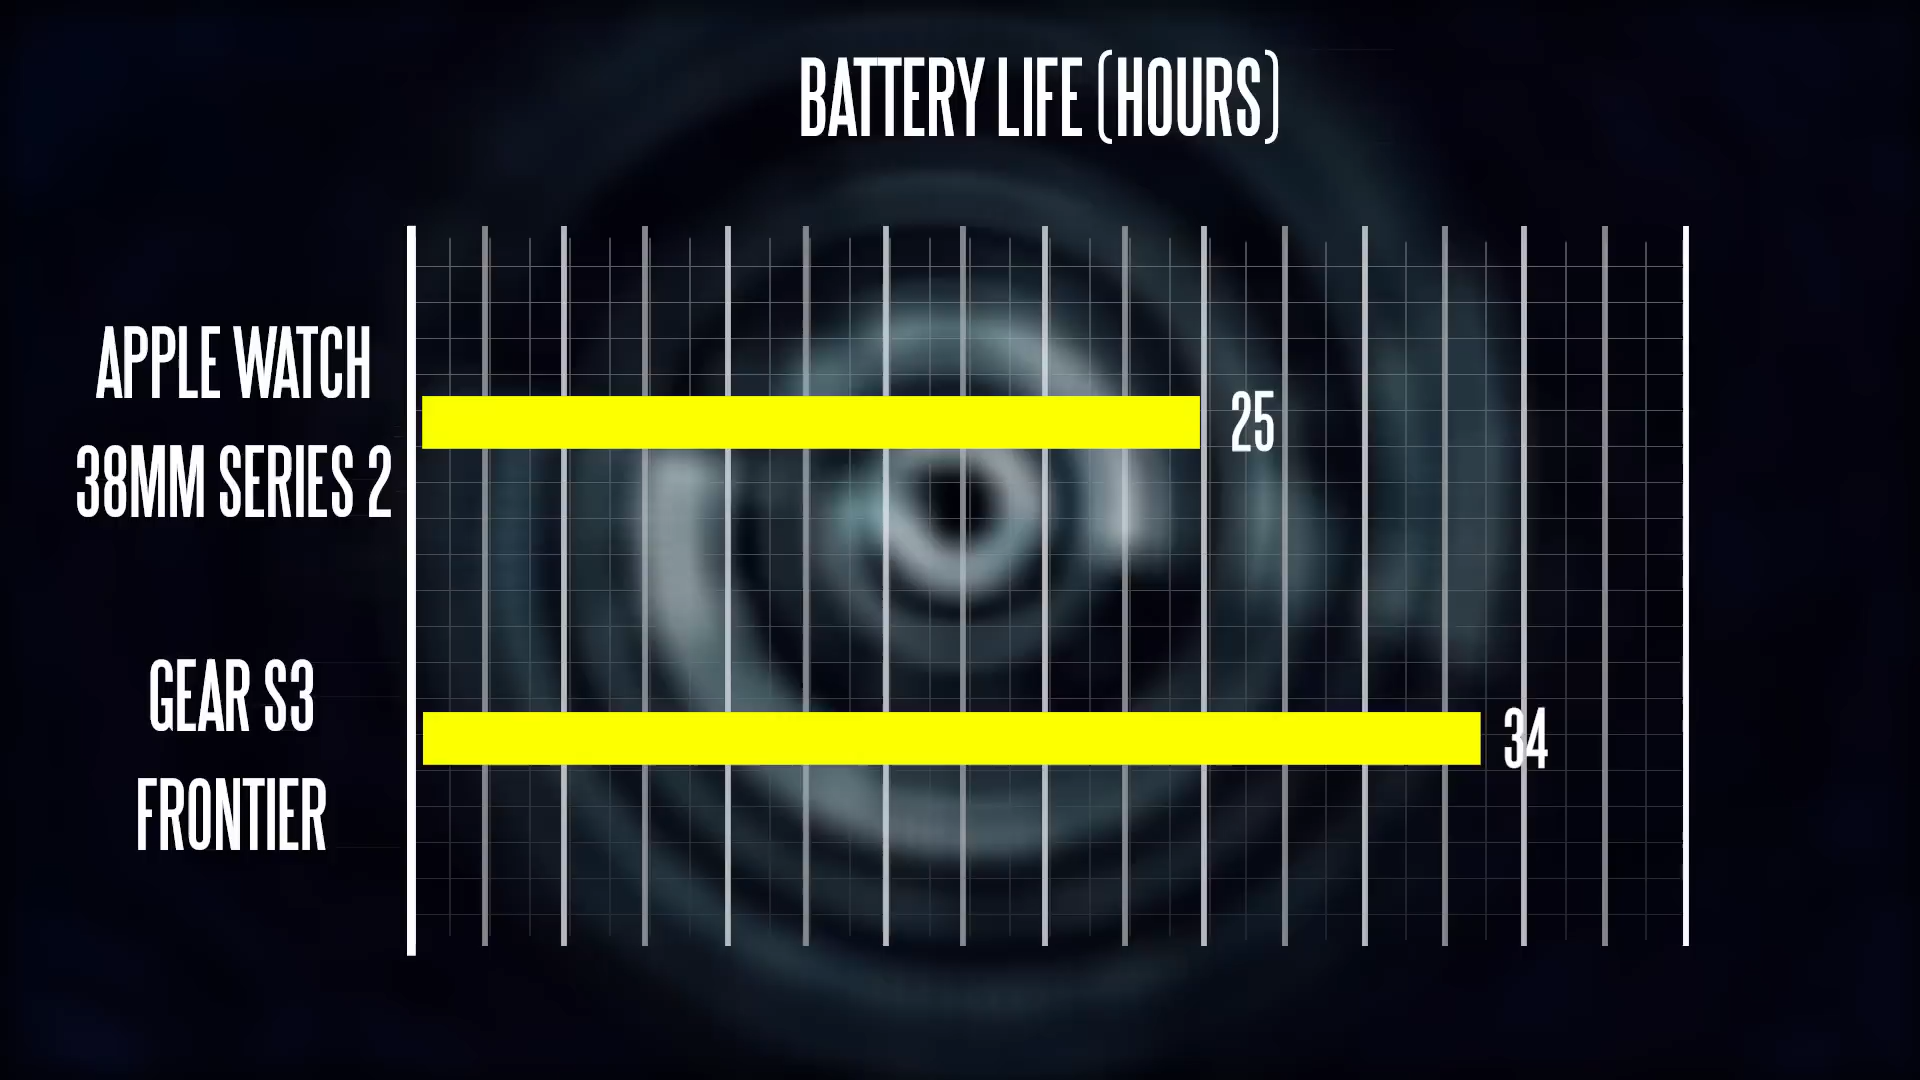 BATTERY LIFE (HOURS)
APPLE WATCH
38MM SERIES 2
25
GEAR S3
FRONTIER
34